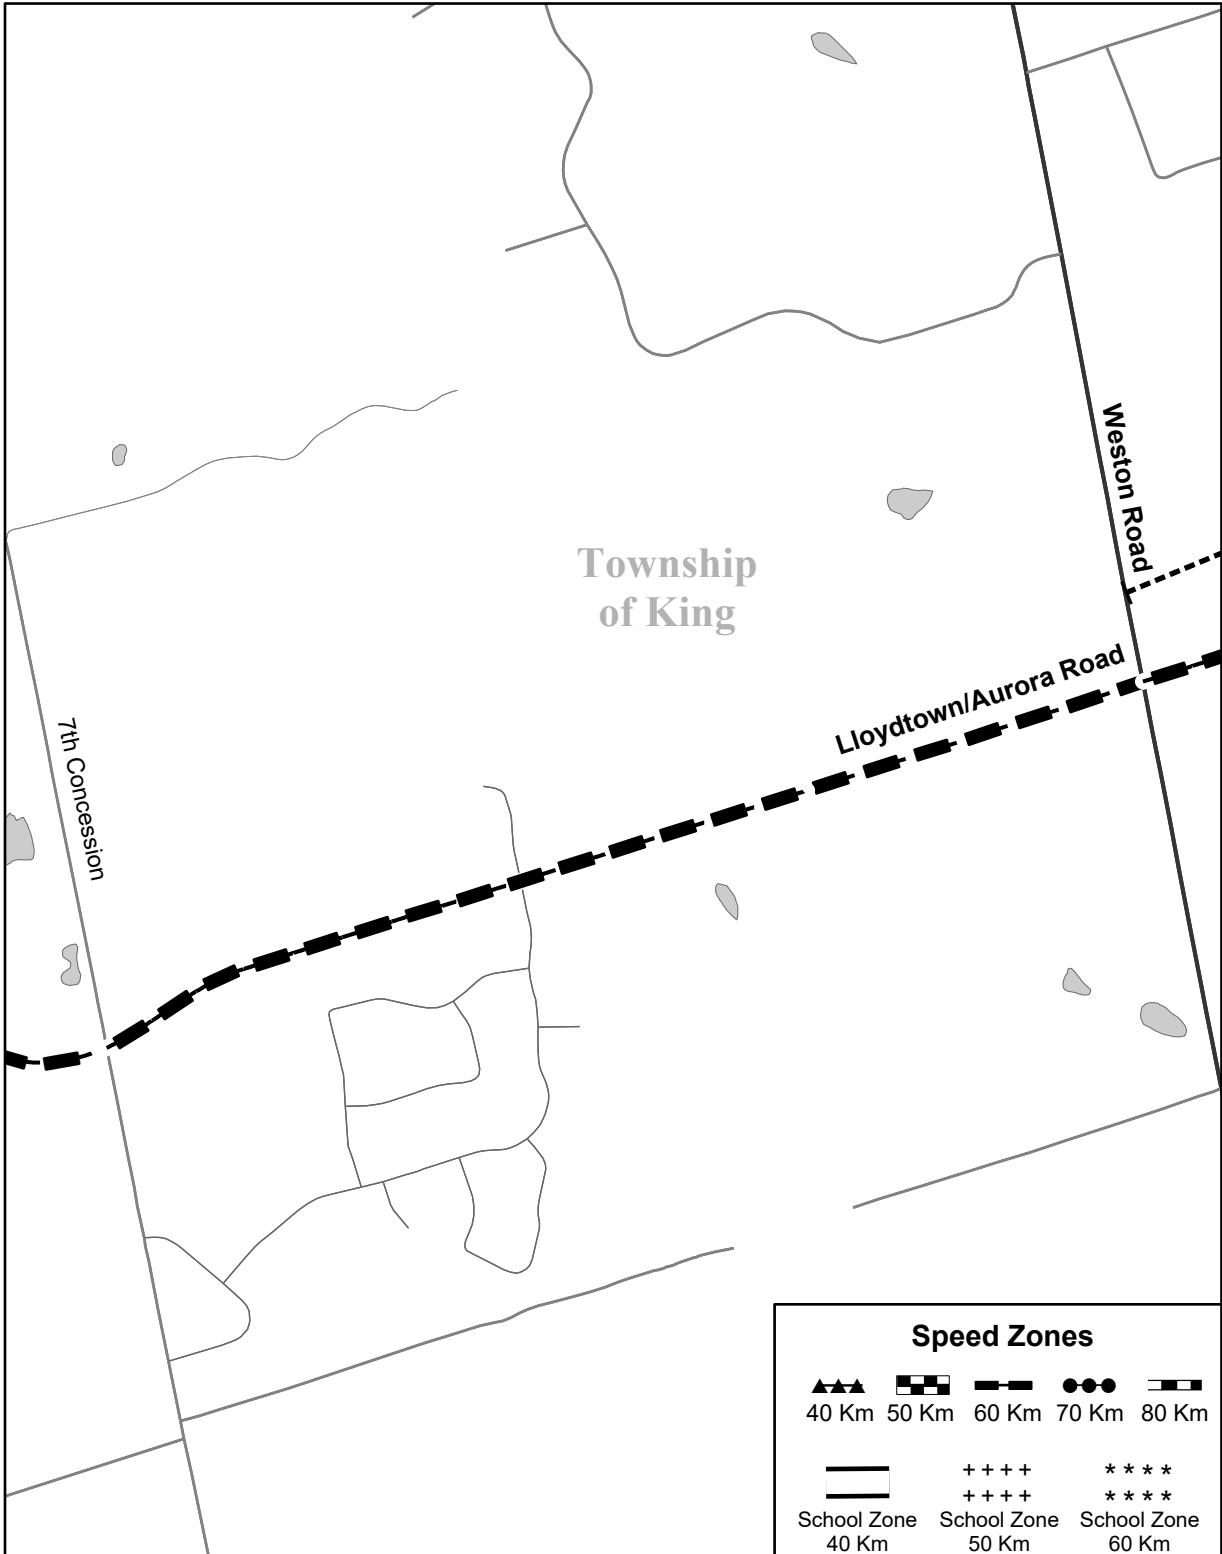 Weston Road
Township
of King
Lloydtown/Aurora Road
7th Concession
Speed Zones
40 Km 50 Km 60 Km 70 Km 80 Km
School Zone School Zone School Zone
40 Km 50 Km 60 Km